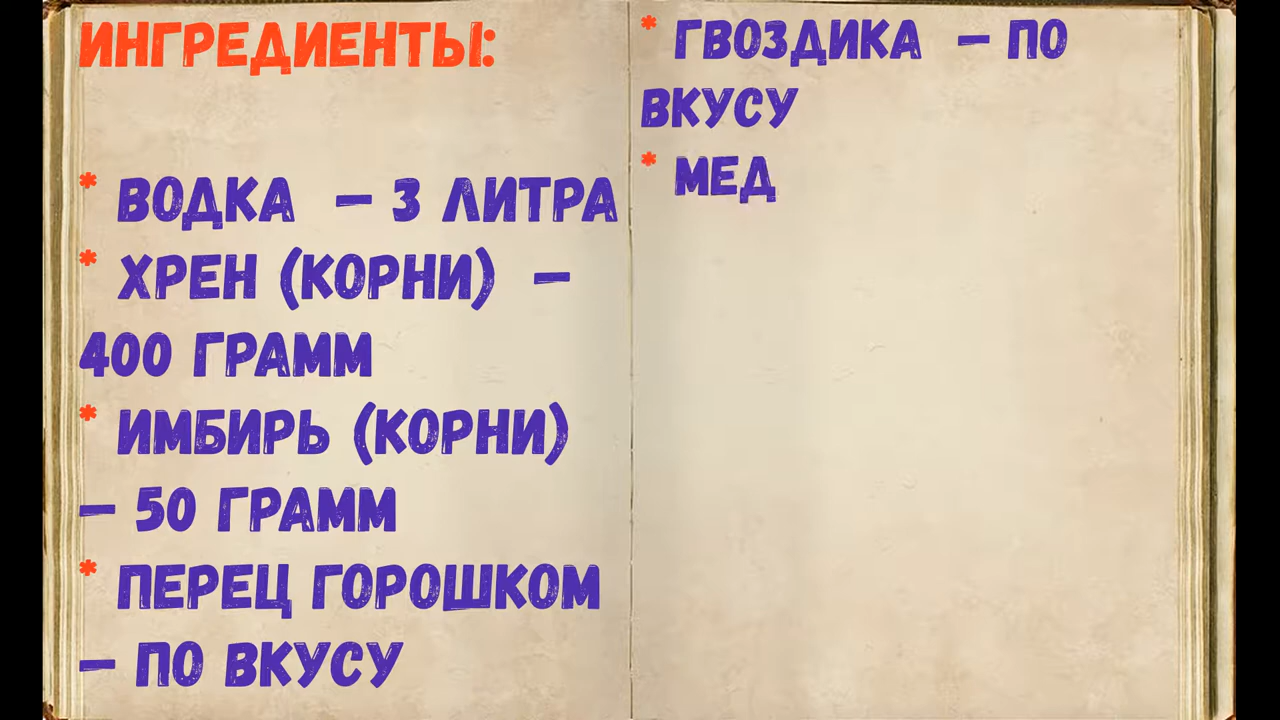 ИНГРЕДИЕНТЫ:
* ВОДКА – 3 ЛИТРА
* ХРЕН (КОРНИ) –
400 ГРАММ
* ИМБИРЬ (КОРНИ)
– 50 ГРАММ
* ПЕРЕЦ ГОРОШКОМ
– ПО ВКУСУ
* ГВОЗДИКА – ПО
ВКУСУ
* МЕД